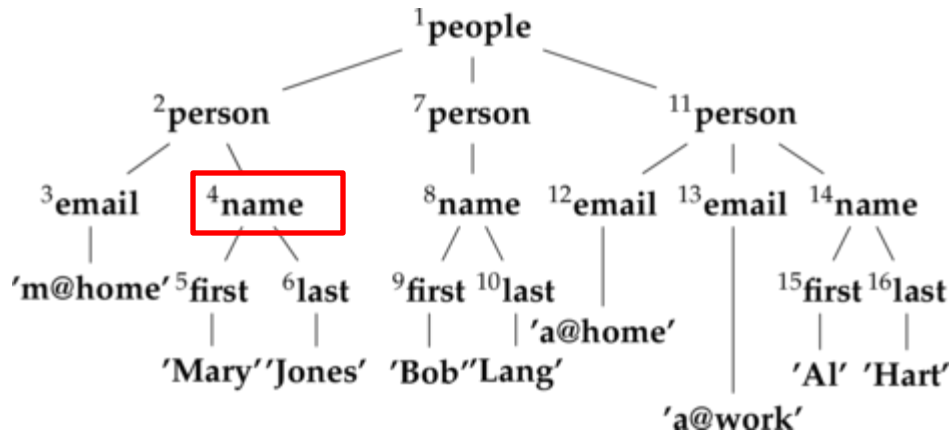 1people
2person 7person 11person
3email 4name 8name 12email 13email 14name
'm@home' 5first 6last 9first 10last 15first 16last
'a@home'
'Mary' 'Jones' 'Bob' 'Lang' 'Al' 'Hart'
'a@work'